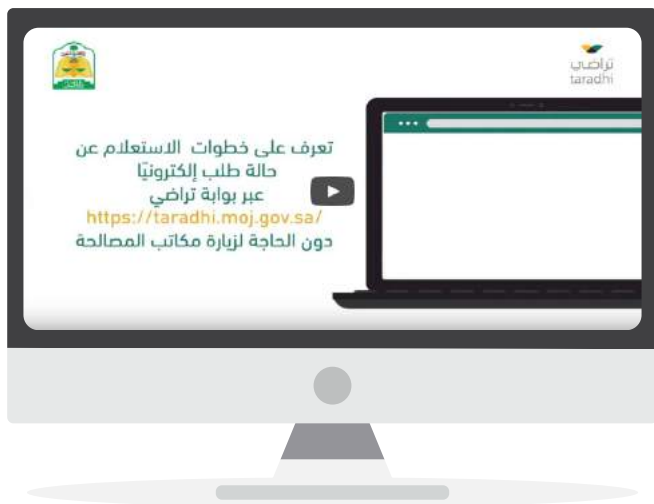 تراضي
taradhi
تعرف على خطوات الاستعلام عن
حالة طلب إلكترونيًا
عبر بوابة تراضي
https://taradhi.moj.gov.sa/
دون الحاجة لزيارة مكاتب المصالحة